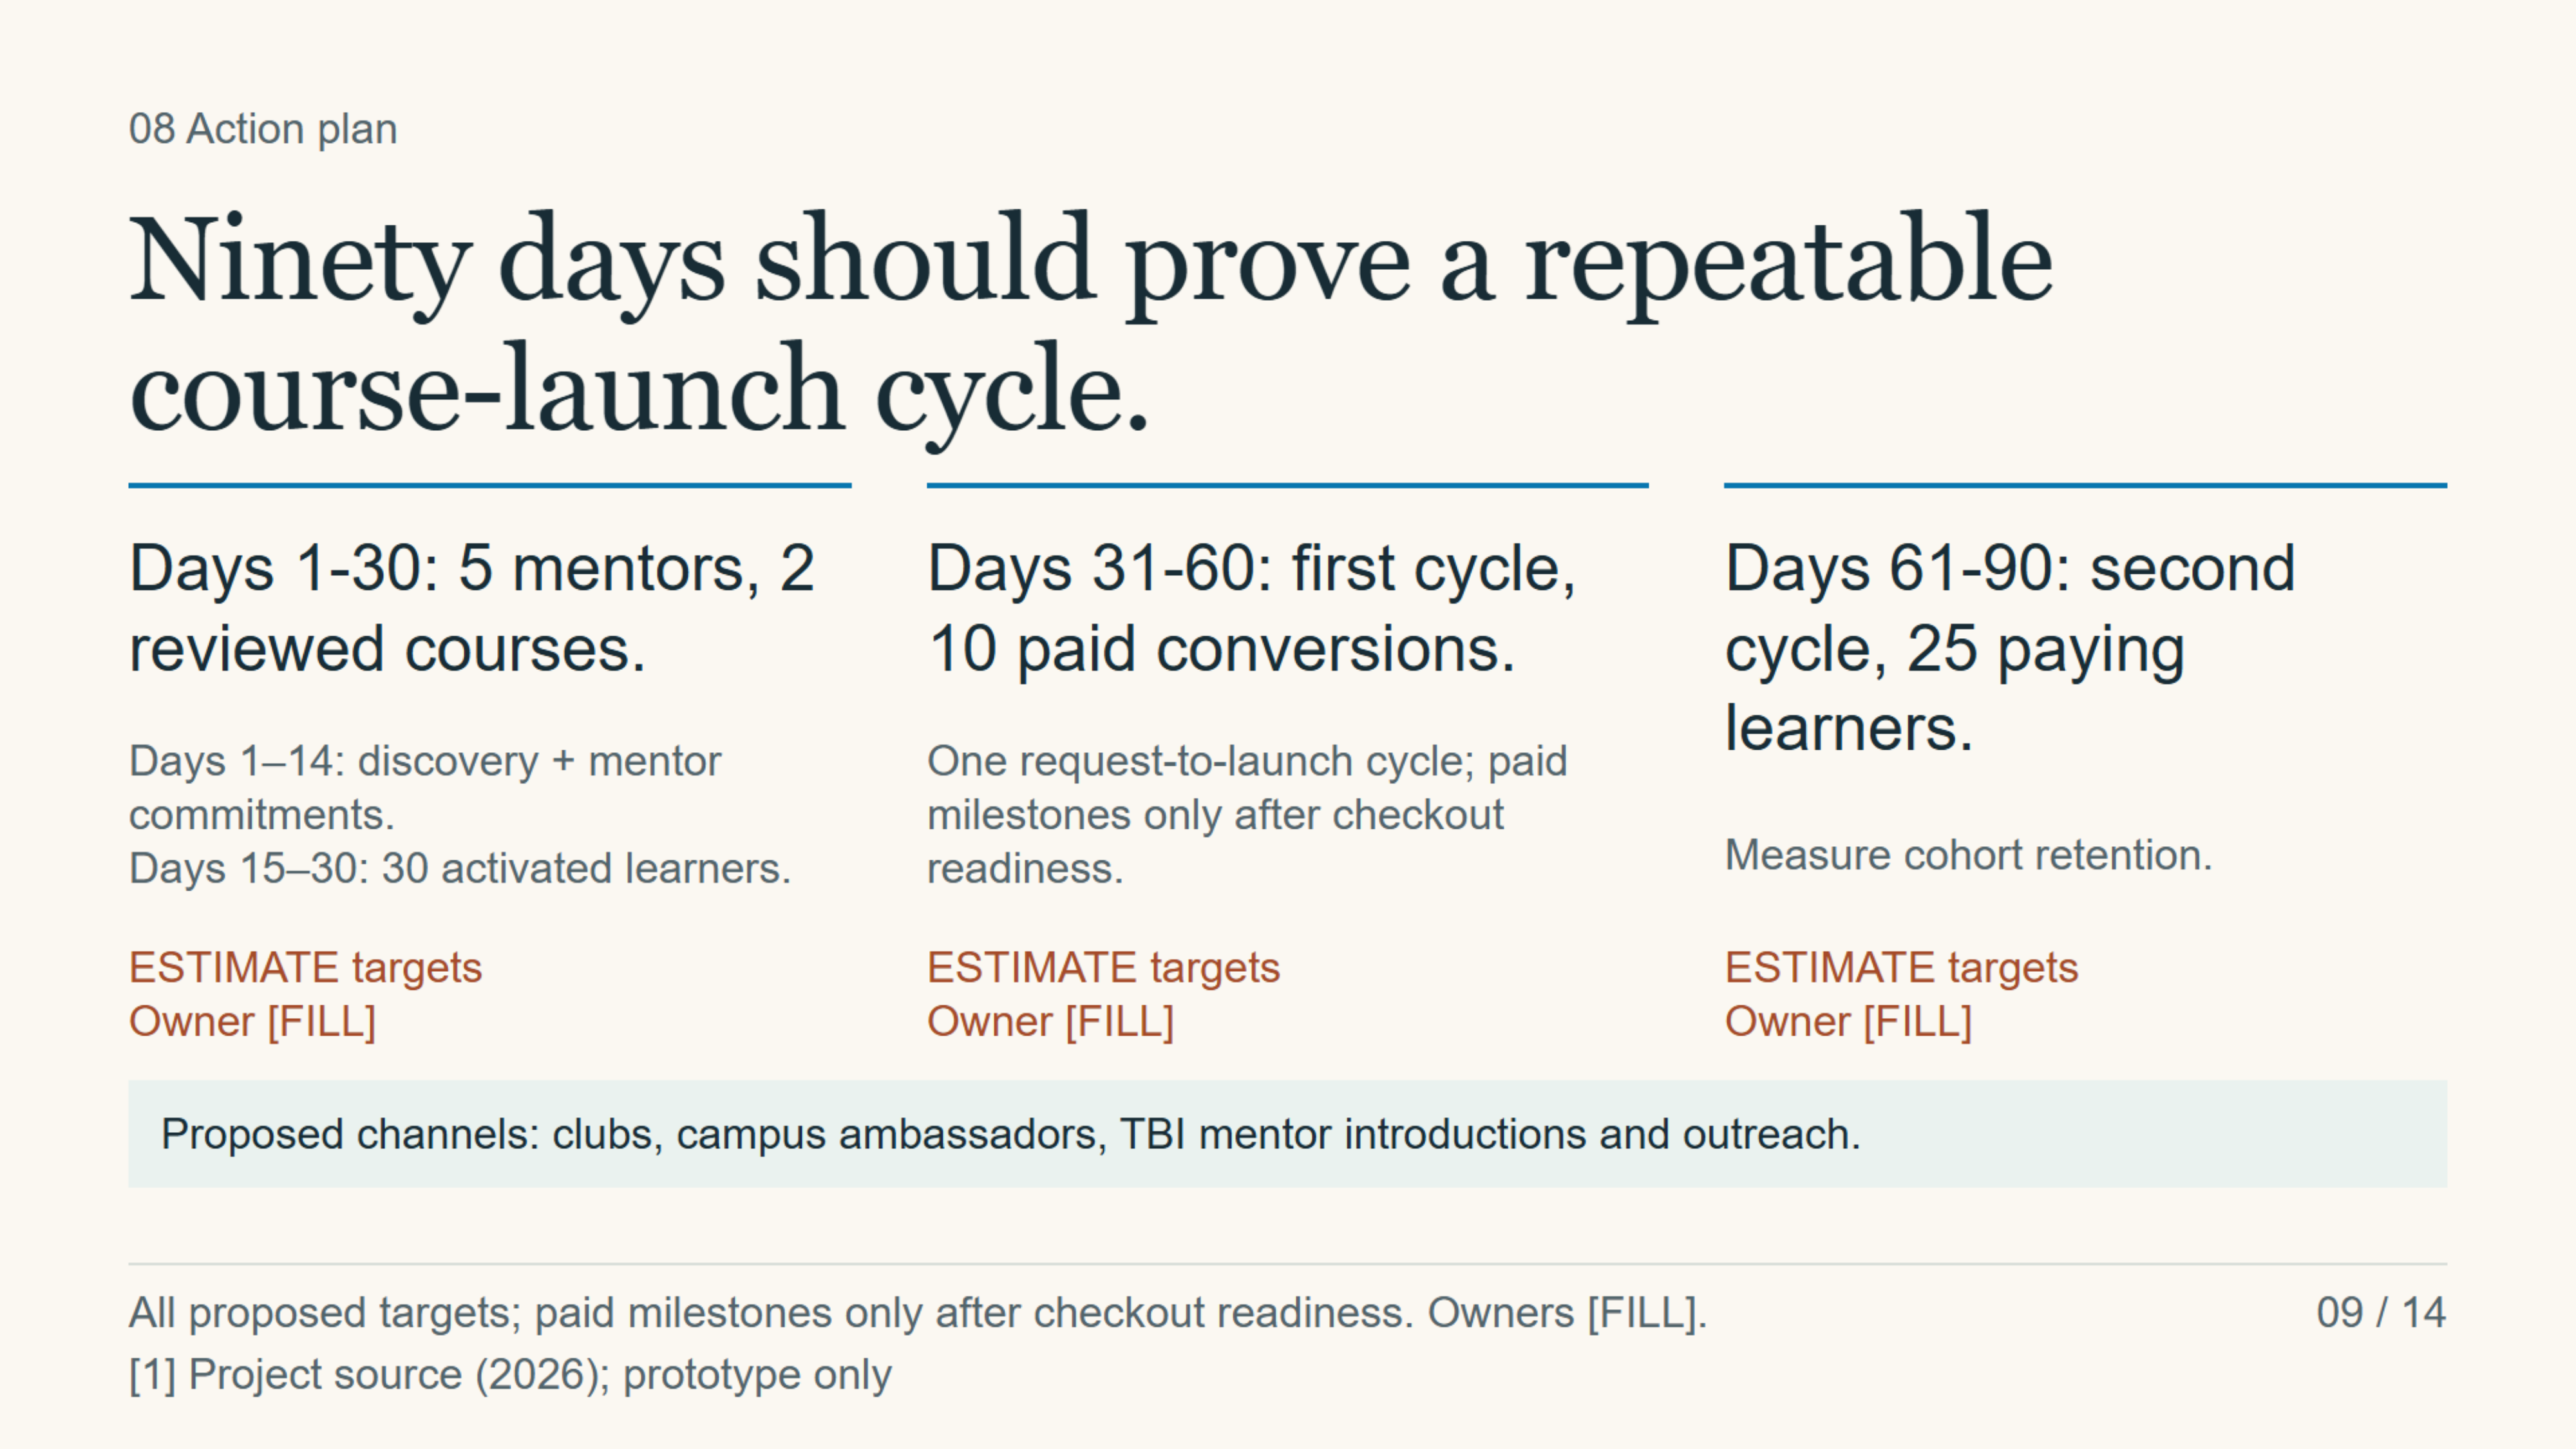 08 Action plan
Ninety days should prove a repeatable
course-launch cycle.
Days 1-30: 5 mentors, 2
reviewed courses.
Days 1–14: discovery + mentor
commitments.
Days 15–30: 30 activated learners.
ESTIMATE targets
Owner [FILL]
Days 31-60: first cycle,
10 paid conversions.
One request-to-launch cycle; paid
milestones only after checkout
readiness.
ESTIMATE targets
Owner [FILL]
Days 61-90: second
cycle, 25 paying
learners.
Measure cohort retention.
ESTIMATE targets
Owner [FILL]
Proposed channels: clubs, campus ambassadors, TBI mentor introductions and outreach.
All proposed targets; paid milestones only after checkout readiness. Owners [FILL].
[1] Project source (2026); prototype only
09 / 14